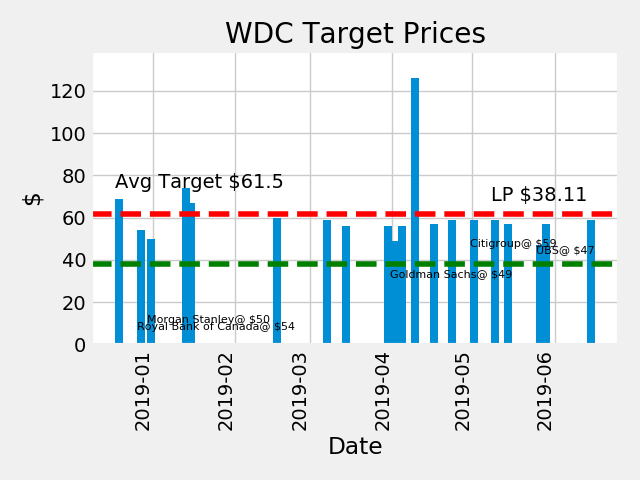 WDC Target Prices
$
120
100
80
60
40
20
0
Avg Target $61.5
LP $38.11
Citigroup@ $59
UBS@ $47
Goldman Sachs@ $49
Morgan Stanley@ $50
Royal Bank of Canada@ $54
2019-01
2019-02
2019-03
2019-04
2019-05
2019-06
Date